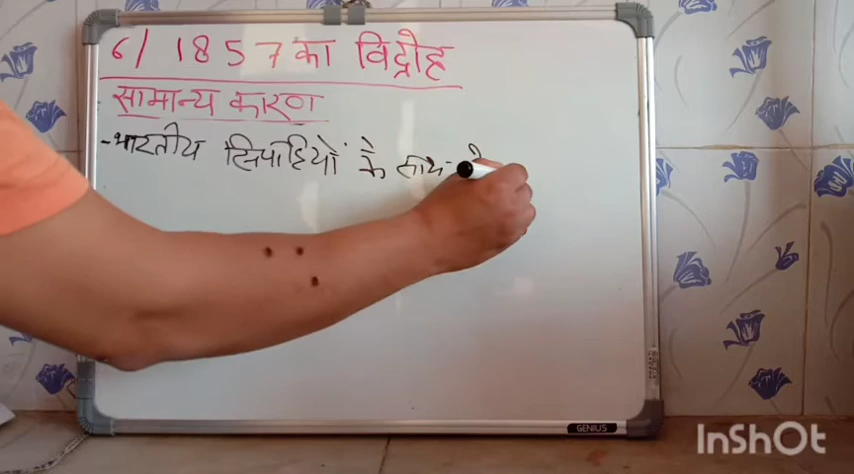 6/ 1857 का विद्रोह
सामान्य कारण
-भारतीय सिपाहियों के साथ-
GENIUS
InShOt